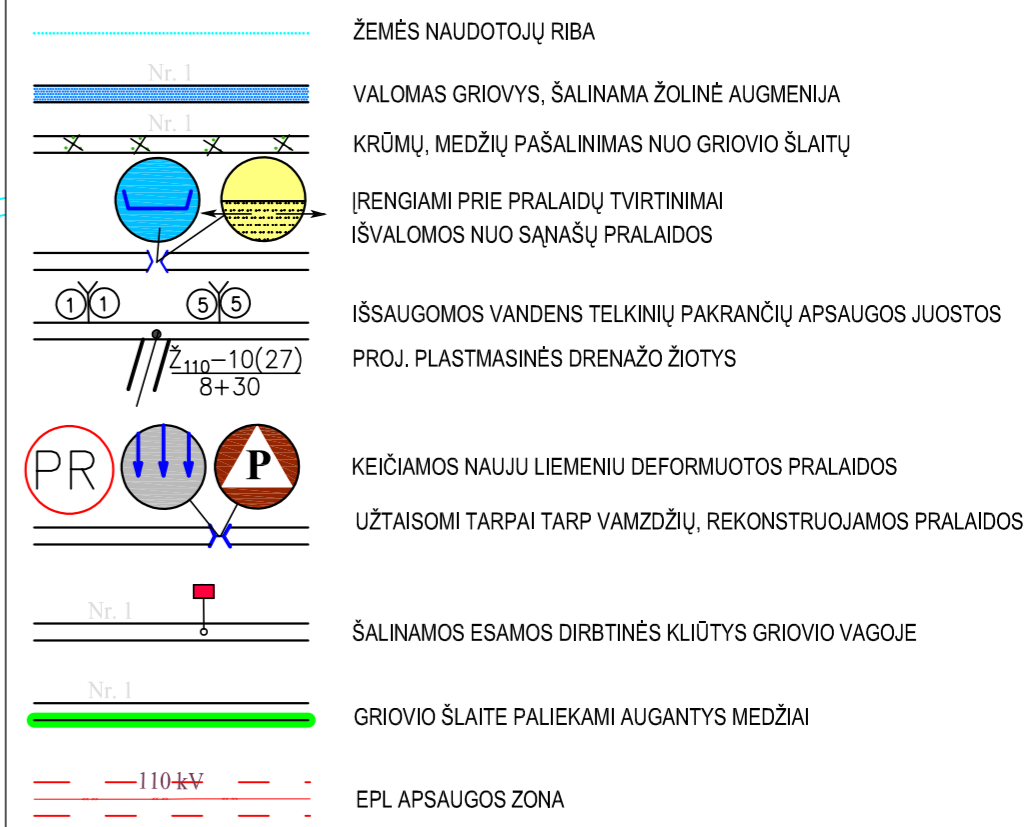 ŽEMĖS NAUDOTOJŲ RIBA
Nr. 1
VALOMAS GRIOVYS, ŠALINAMA ŽOLINĖ AUGMENIJA
Nr. 1
KRŪMŲ, MEDŽIŲ PAŠALINIMAS NUO GRIOVIO ŠLAITŲ
ĮRENGIAMI PRIE PRALAIDŲ TVIRTINIMAI
IŠVALOMOS NUO SĄNAŠŲ PRALAIDOS
1 1 5 5
IŠSAUGOMOS VANDENS TELKINIŲ PAKRANČIŲ APSAUGOS JUOSTOS
Ž110-10(27)
8+30
PROJ. PLASTMASINĖS DRENAŽO ŽIOTYS
PR P
KEIČIAMOS NAUJU LIEMENIU DEFORMUOTOS PRALAIDOS
UŽTAISOMI TARPAI TARP VAMZDŽIŲ, REKONSTRUOJAMOS PRALAIDOS
Nr. 1
ŠALINAMOS ESAMOS DIRBTINĖS KLIŪTYS GRIOVIO VAGOJE
Nr. 1
GRIOVIO ŠLAITE PALIEKAMI AUGANTYS MEDŽIAI
110 kV
EPL APSAUGOS ZONA